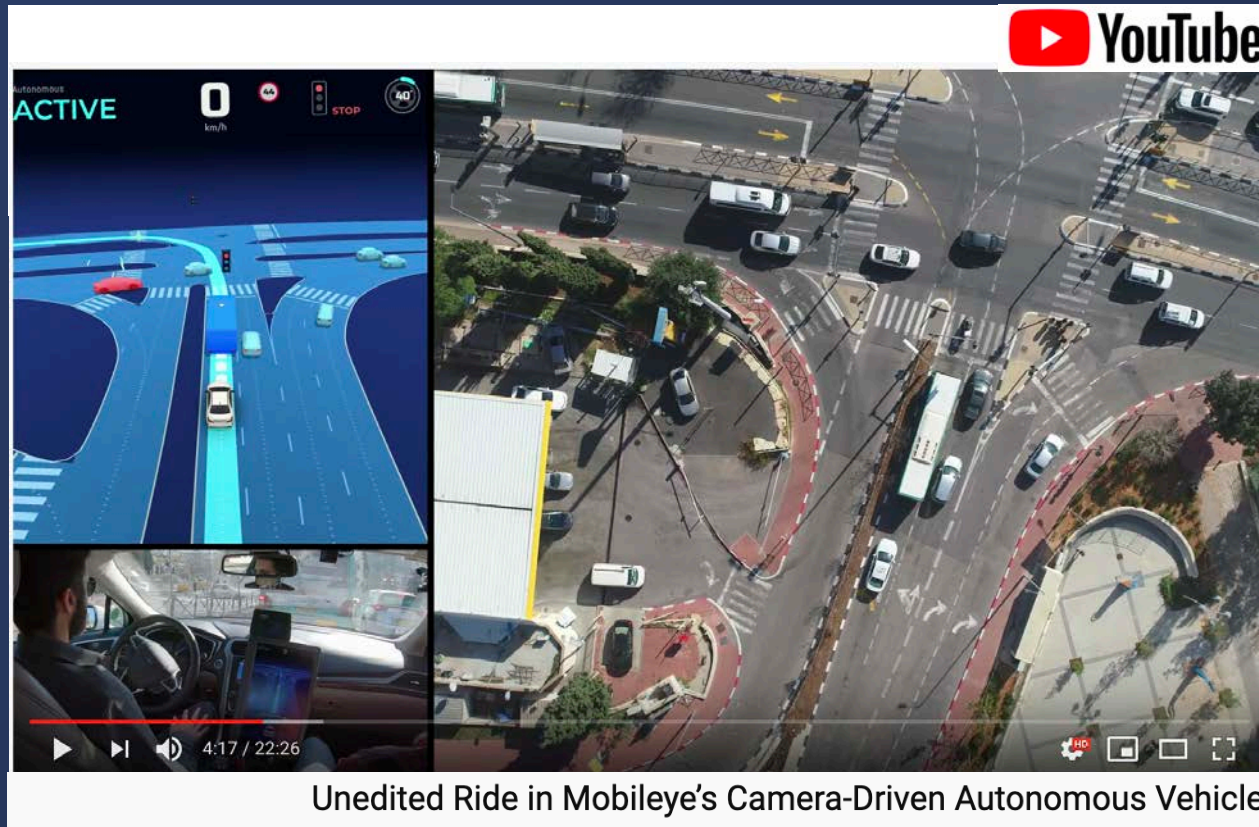 YouTube
Autonomous
ACTIVE
0
km/h
44
STOP
40
4:17 / 22:26
HD
Unedited Ride in Mobileye's Camera-Driven Autonomous Vehicle